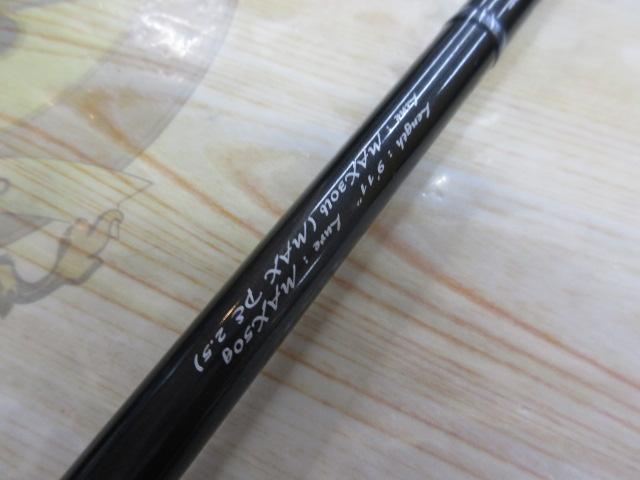 Length : 9'11" Lure : MAX50g
Line : MAX30lb (MAX PE 2.5)